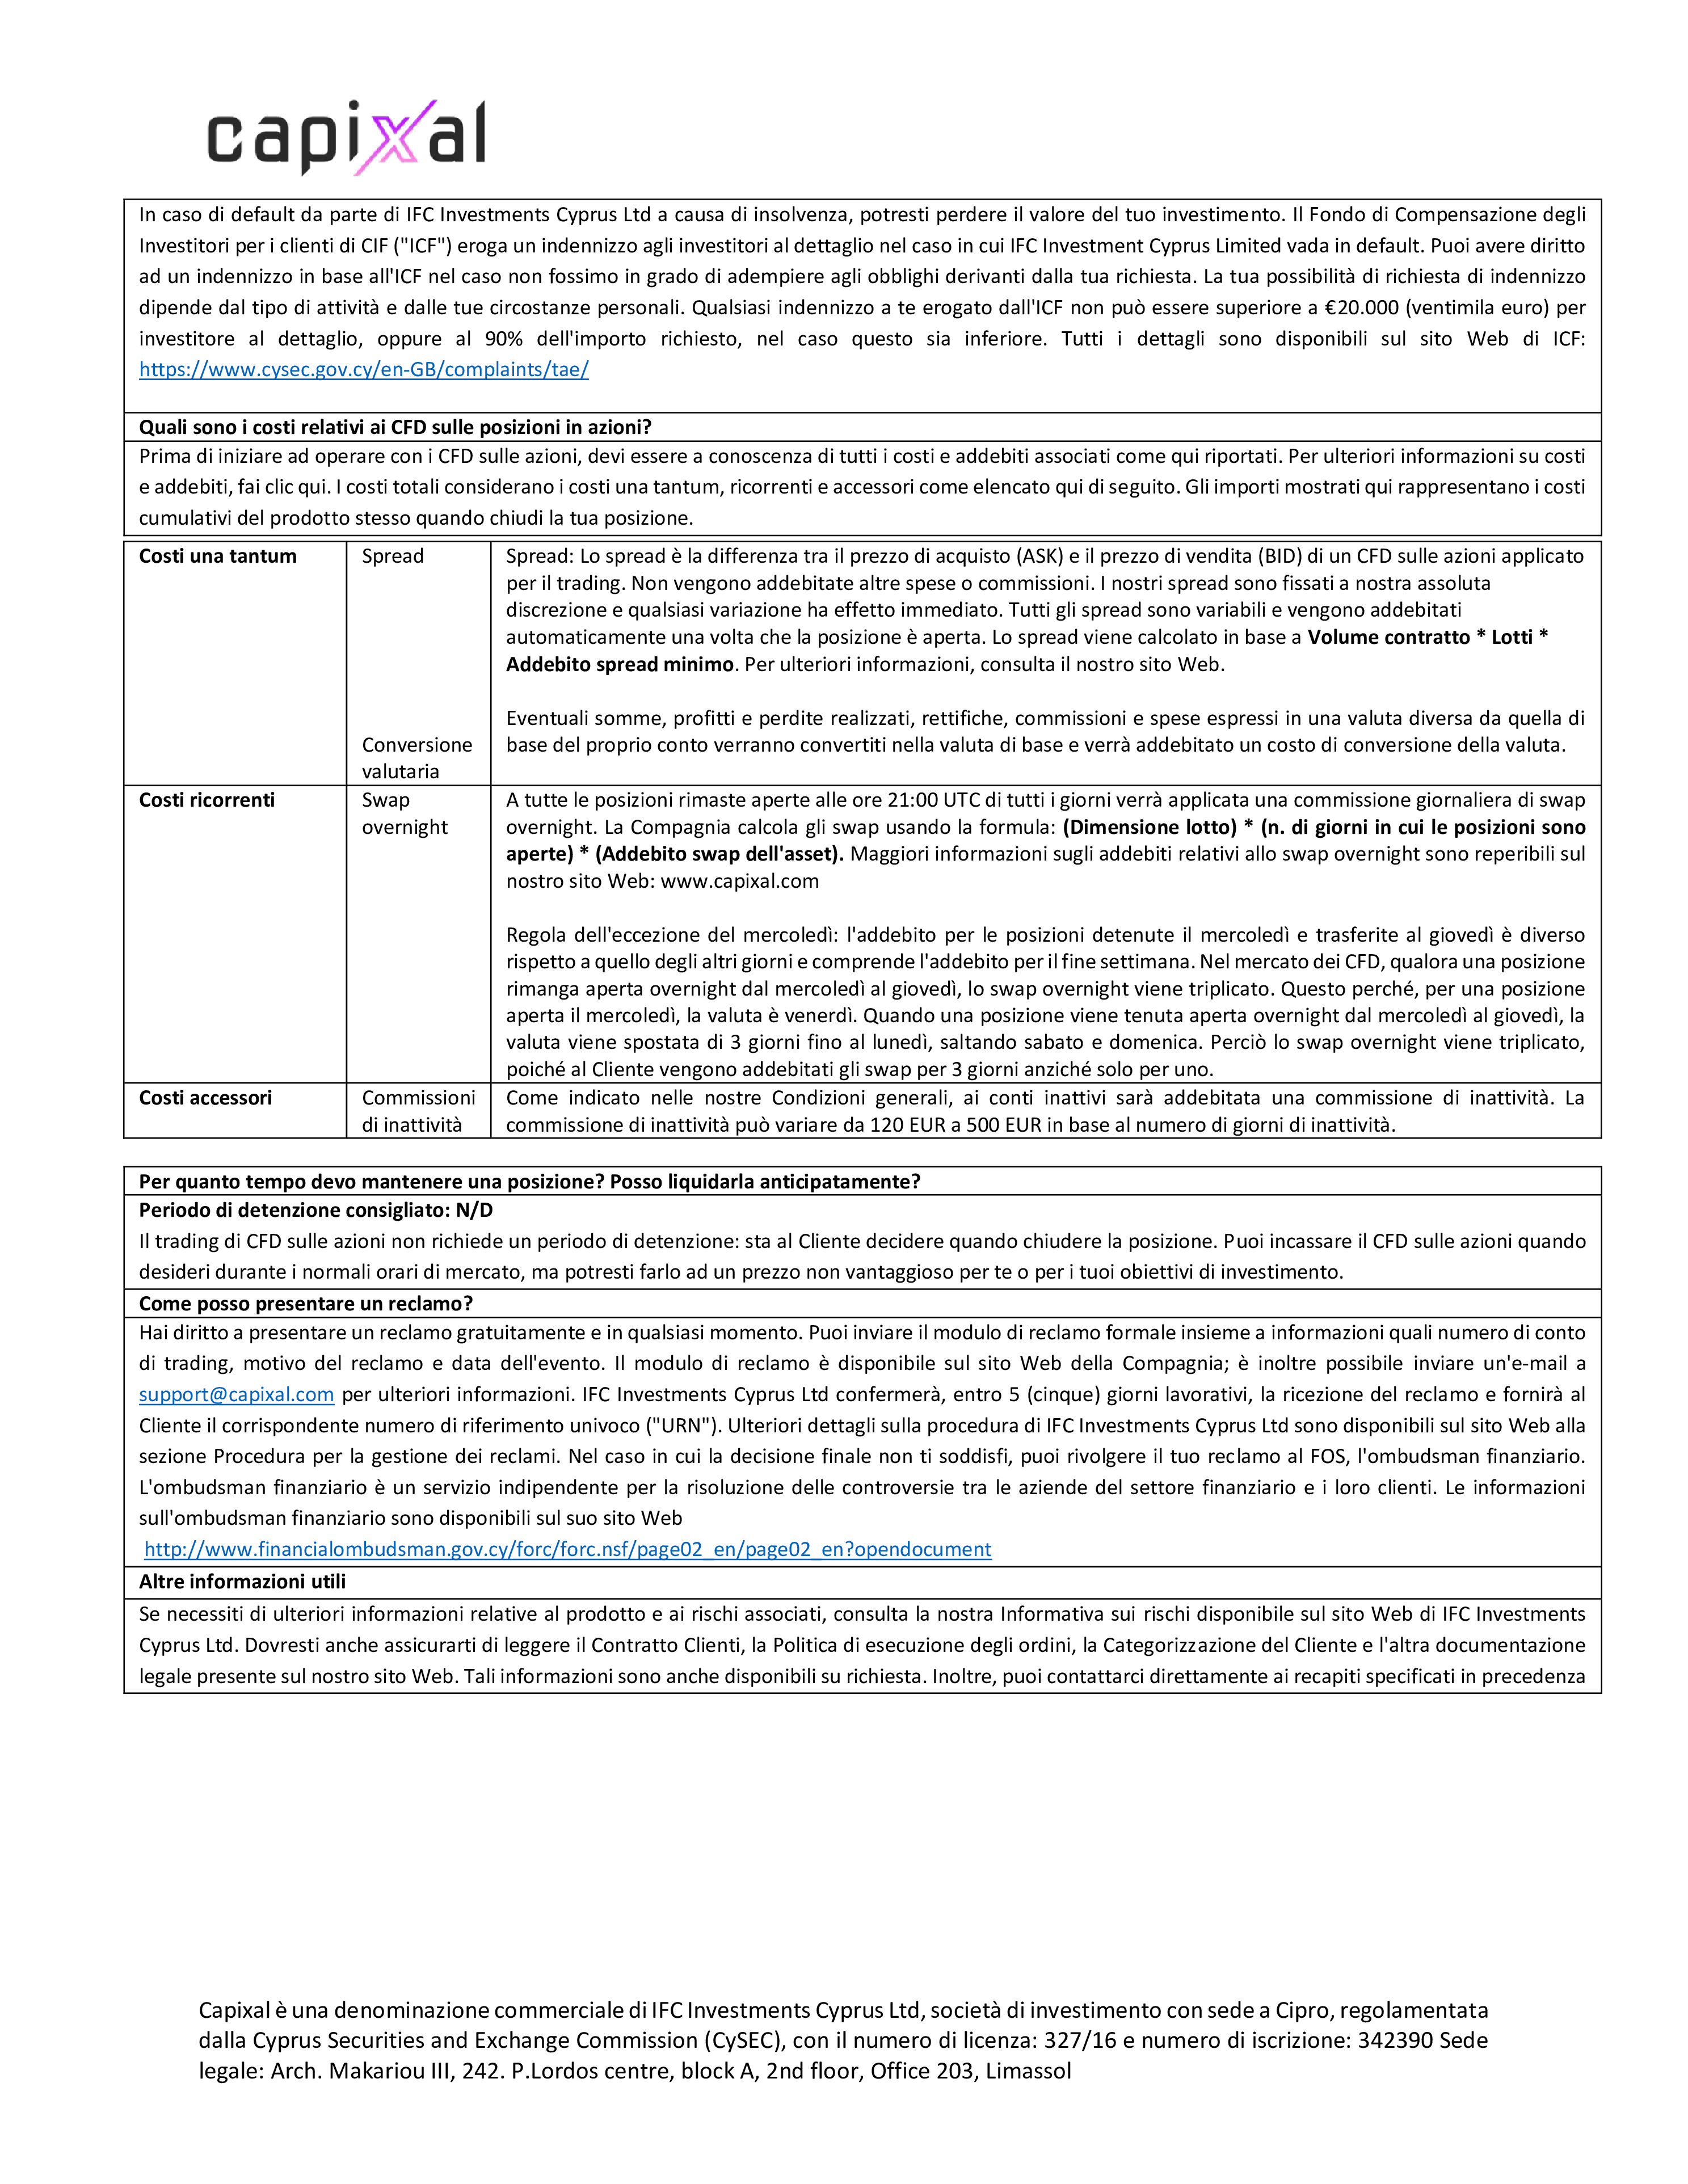 capixal
In caso di default da parte di IFC Investments Cyprus Ltd a causa di insolvenza, potresti perdere il valore del tuo investimento. Il Fondo di Compensazione degli
Investitori per i clienti di CIF ("ICF") eroga un indennizzo agli investitori al dettaglio nel caso in cui IFC Investment Cyprus Limited vada in default. Puoi avere diritto
ad un indennizzo in base all'ICF nel caso non fossimo in grado di adempiere agli obblighi derivanti dalla tua richiesta. La tua possibilità di richiesta di indennizzo
dipende dal tipo di attività e dalle tue circostanze personali. Qualsiasi indennizzo a te erogato dall'ICF non può essere superiore a €20.000 (ventimila euro) per
investitore al dettaglio, oppure al 90% dell'importo richiesto, nel caso questo sia inferiore. Tutti i dettagli sono disponibili sul sito Web di ICF:
https://www.cysec.gov.cy/en-GB/complaints/tae/
Quali sono i costi relativi ai CFD sulle posizioni in azioni?
Prima di iniziare ad operare con i CFD sulle azioni, devi essere a conoscenza di tutti i costi e addebiti associati come qui riportati. Per ulteriori informazioni su costi
e addebiti, fai clic qui. I costi totali considerano i costi una tantum, ricorrenti e accessori come elencato qui di seguito. Gli importi mostrati qui rappresentano i costi
cumulativi del prodotto stesso quando chiudi la tua posizione.
Costi una tantum
Spread
Spread: Lo spread è la differenza tra il prezzo di acquisto (ASK) e il prezzo di vendita (BID) di un CFD sulle azioni applicato
per il trading. Non vengono addebitate altre spese o commissioni. I nostri spread sono fissati a nostra assoluta
discrezione e qualsiasi variazione ha effetto immediato. Tutti gli spread sono variabili e vengono addebitati
automaticamente una volta che la posizione è aperta. Lo spread viene calcolato in base a Volume contratto * Lotti *
Addebito spread minimo. Per ulteriori informazioni, consulta il nostro sito Web.
Conversione
valutaria
Eventuali somme, profitti e perdite realizzati, rettifiche, commissioni e spese espressi in una valuta diversa da quella di
base del proprio conto verranno convertiti nella valuta di base e verrà addebitato un costo di conversione della valuta.
Costi ricorrenti
Swap
overnight
A tutte le posizioni rimaste aperte alle ore 21:00 UTC di tutti i giorni verrà applicata una commissione giornaliera di swap
overnight. La Compagnia calcola gli swap usando la formula: (Dimensione lotto) * (n. di giorni in cui le posizioni sono
aperte) * (Addebito swap dell'asset). Maggiori informazioni sugli addebiti relativi allo swap overnight sono reperibili sul
nostro sito Web: www.capixal.com
Regola dell'eccezione del mercoledì: l'addebito per le posizioni detenute il mercoledì e trasferite al giovedì è diverso
rispetto a quello degli altri giorni e comprende l'addebito per il fine settimana. Nel mercato dei CFD, qualora una posizione
rimanga aperta overnight dal mercoledì al giovedì, lo swap overnight viene triplicato. Questo perché, per una posizione
aperta il mercoledì, la valuta è venerdì. Quando una posizione viene tenuta aperta overnight dal mercoledì al giovedì, la
valuta viene spostata di 3 giorni fino al lunedì, saltando sabato e domenica. Perciò lo swap overnight viene triplicato,
poiché al Cliente vengono addebitati gli swap per 3 giorni anziché solo per uno.
Costi accessori
Commissioni
di inattività
Come indicato nelle nostre Condizioni generali, ai conti inattivi sarà addebitata una commissione di inattività. La
commissione di inattività può variare da 120 EUR a 500 EUR in base al numero di giorni di inattività.
Per quanto tempo devo mantenere una posizione? Posso liquidarla anticipatamente?
Periodo di detenzione consigliato: N/D
Il trading di CFD sulle azioni non richiede un periodo di detenzione: sta al Cliente decidere quando chiudere la posizione. Puoi incassare il CFD sulle azioni quando
desideri durante i normali orari di mercato, ma potresti farlo ad un prezzo non vantaggioso per te o per i tuoi obiettivi di investimento.
Come posso presentare un reclamo?
Hai diritto a presentare un reclamo gratuitamente e in qualsiasi momento. Puoi inviare il modulo di reclamo formale insieme a informazioni quali numero di conto
di trading, motivo del reclamo e data dell'evento. Il modulo di reclamo è disponibile sul sito Web della Compagnia; è inoltre possibile inviare un'e-mail a
support@capixal.com per ulteriori informazioni. IFC Investments Cyprus Ltd confermerà, entro 5 (cinque) giorni lavorativi, la ricezione del reclamo e fornirà al
Cliente il corrispondente numero di riferimento univoco ("URN"). Ulteriori dettagli sulla procedura di IFC Investments Cyprus Ltd sono disponibili sul sito Web alla
sezione Procedura per la gestione dei reclami. Nel caso in cui la decisione finale non ti soddisfi, puoi rivolgere il tuo reclamo al FOS, l'ombudsman finanziario.
L'ombudsman finanziario è un servizio indipendente per la risoluzione delle controversie tra le aziende del settore finanziario e i loro clienti. Le informazioni
sull'ombudsman finanziario sono disponibili sul suo sito Web
http://www.financialombudsman.gov.cy/forc/forc.nsf/page02_en/page02_en?opendocument
Altre informazioni utili
Se necessiti di ulteriori informazioni relative al prodotto e ai rischi associati, consulta la nostra Informativa sui rischi disponibile sul sito Web di IFC Investments
Cyprus Ltd. Dovresti anche assicurarti di leggere il Contratto Clienti, la Politica di esecuzione degli ordini, la Categorizzazione del Cliente e l'altra documentazione
legale presente sul nostro sito Web. Tali informazioni sono anche disponibili su richiesta. Inoltre, puoi contattarci direttamente ai recapiti specificati in precedenza
Capixal è una denominazione commerciale di IFC Investments Cyprus Ltd, società di investimento con sede a Cipro, regolamentata
dalla Cyprus Securities and Exchange Commission (CySEC), con il numero di licenza: 327/16 e numero di iscrizione: 342390 Sede
legale: Arch. Makariou III, 242. P.Lordos centre, block A, 2nd floor, Office 203, Limassol